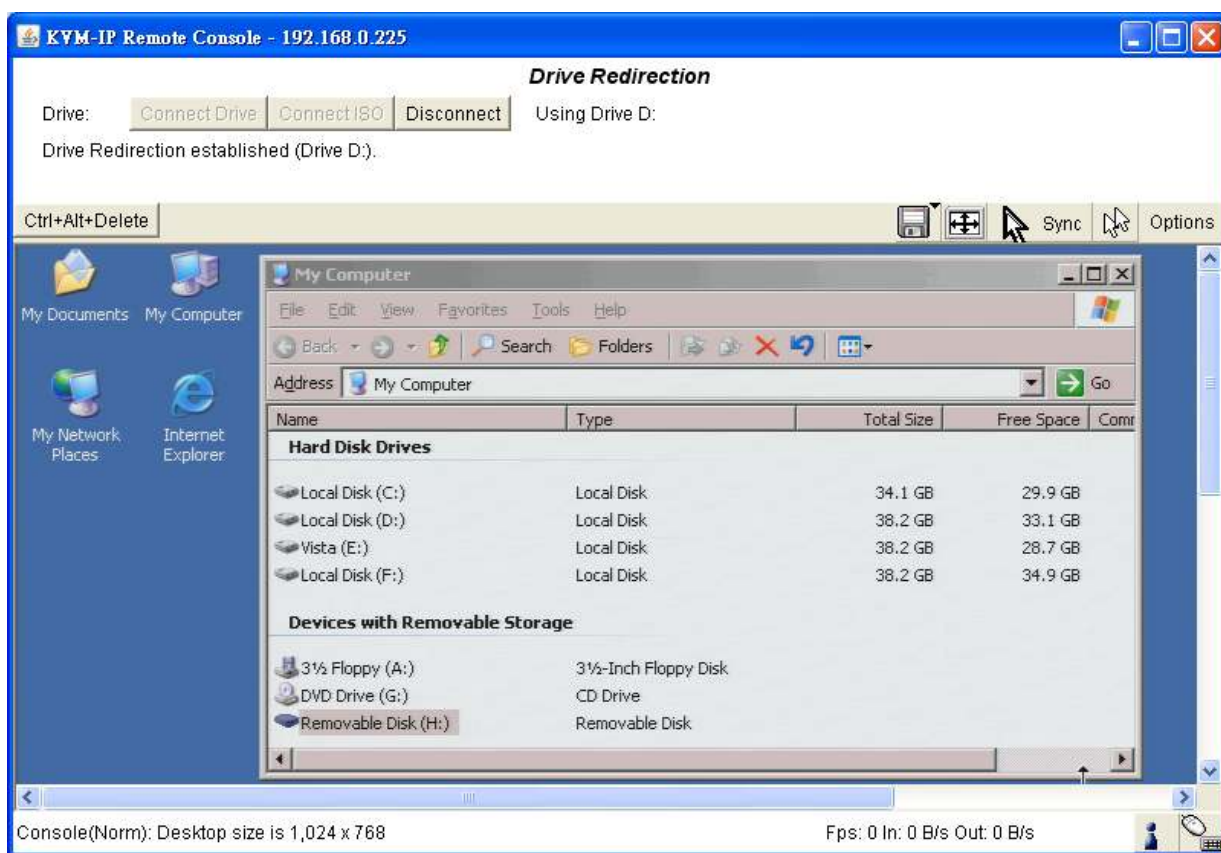 KVM-IP Remote Console - 192.168.0.225
Drive Redirection
Drive: Connect Drive Connect ISO Disconnect Using Drive D:
Drive Redirection established (Drive D:).
Ctrl+Alt+Delete Sync Options
My Documents My Computer
My Network Places
Internet Explorer
My Computer
File Edit View Favorites Tools Help
Back Search Folders
Address My Computer Go
Name Type Total Size Free Space Comr
Hard Disk Drives
Local Disk (C:) Local Disk 34.1 GB 29.9 GB
Local Disk (D:) Local Disk 38.2 GB 33.1 GB
Vista (E:) Local Disk 38.2 GB 28.7 GB
Local Disk (F:) Local Disk 38.2 GB 34.9 GB
Devices with Removable Storage
3½ Floppy (A:) 3½-Inch Floppy Disk
DVD Drive (G:) CD Drive
Removable Disk (H:) Removable Disk
Console(Norm): Desktop size is 1,024 x 768 Fps: 0 In: 0 B/s Out: 0 B/s